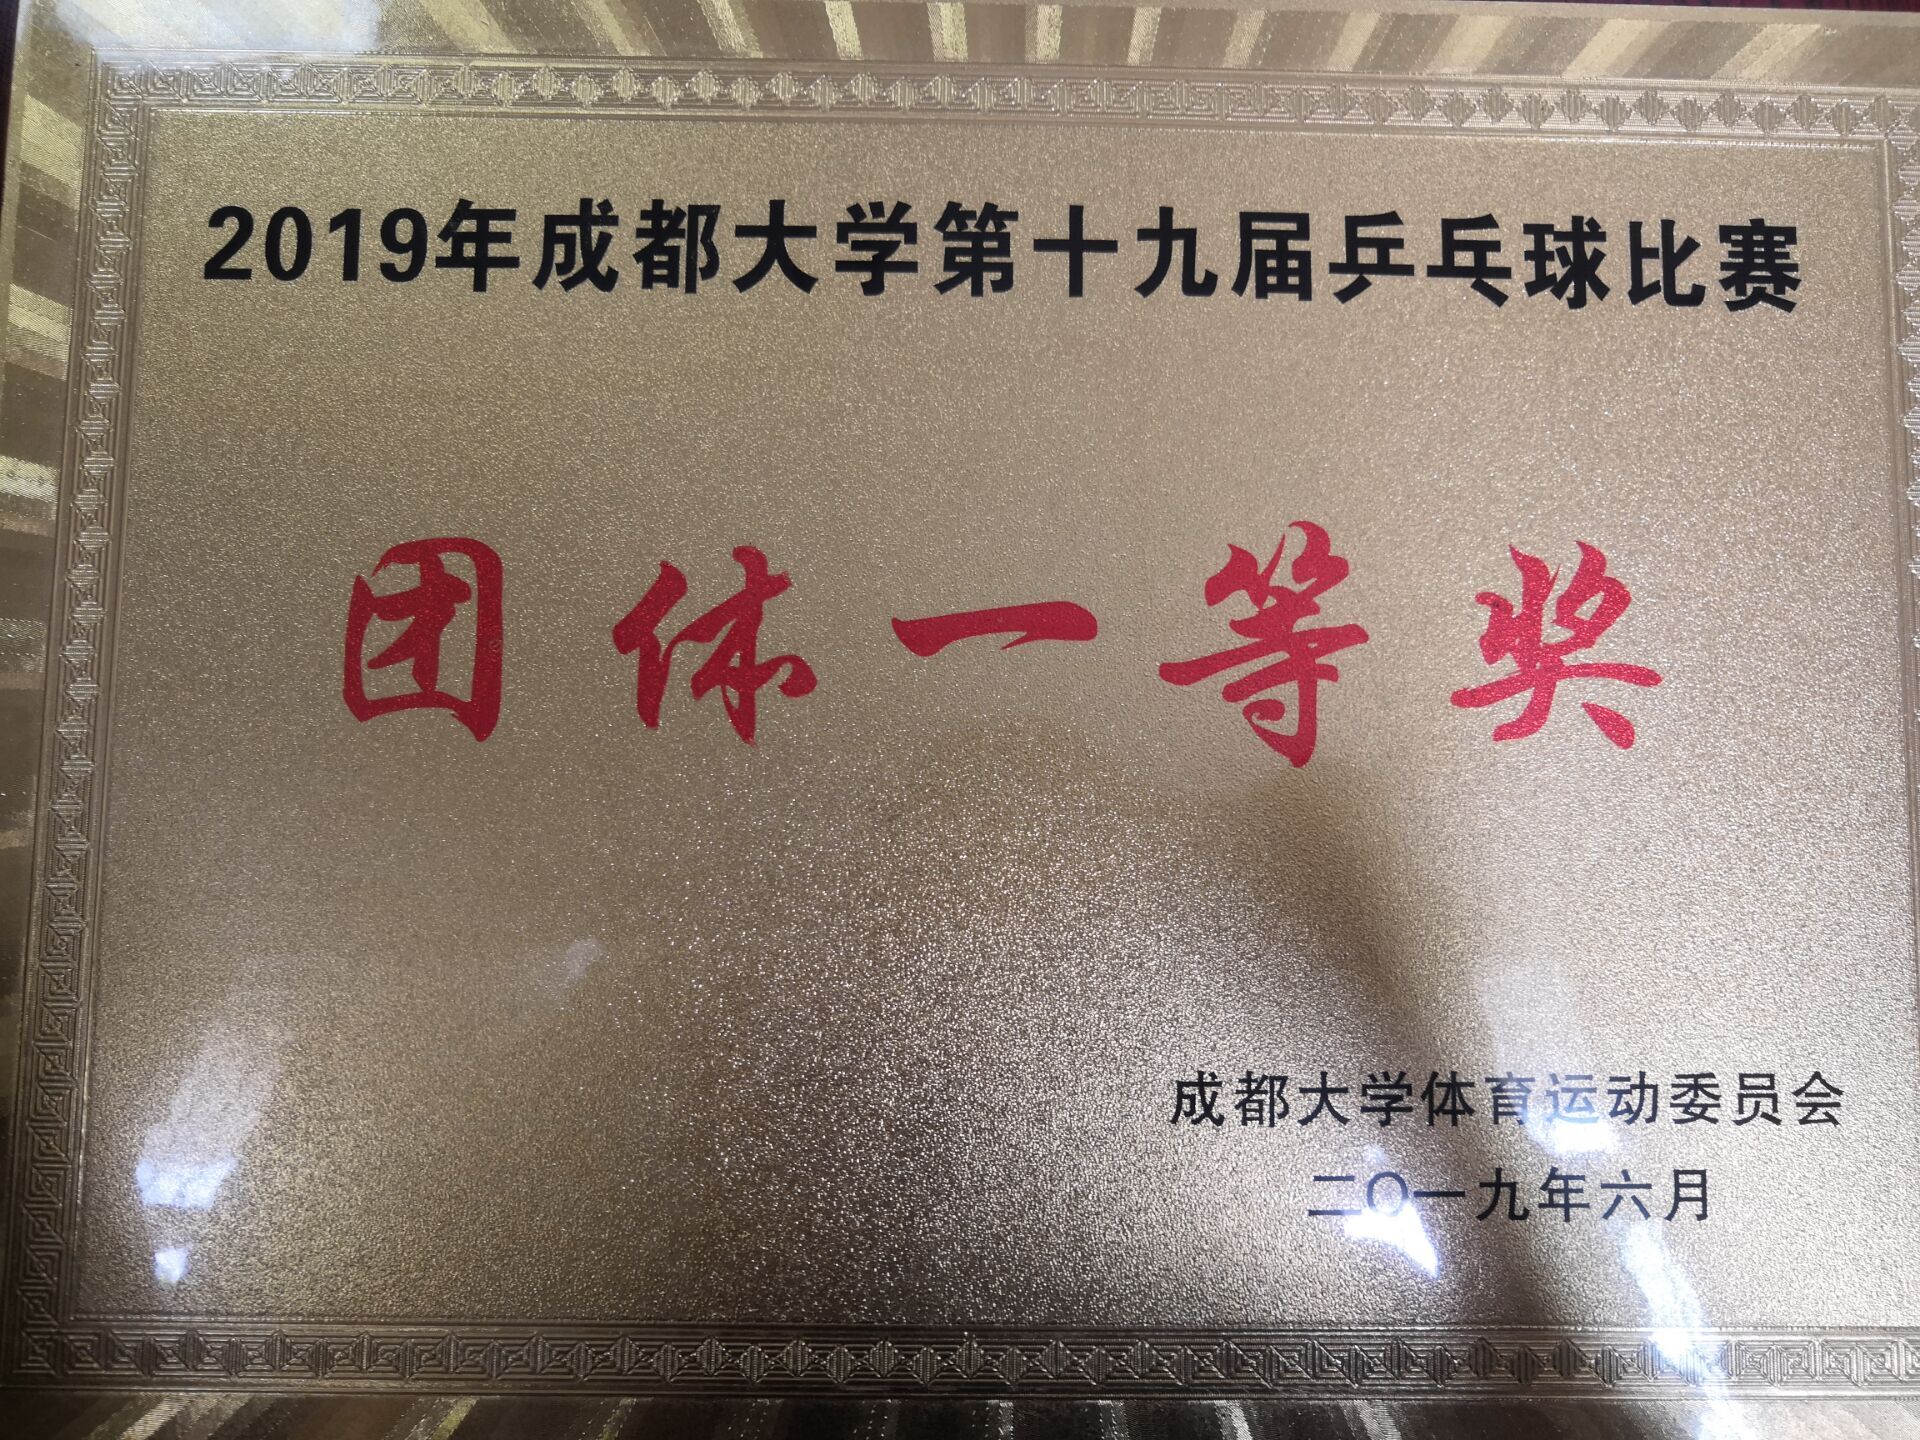 2019年成都大学第十九届乒乓球比赛
团体一等奖
成都大学体育运动委员会
二〇一九年六月